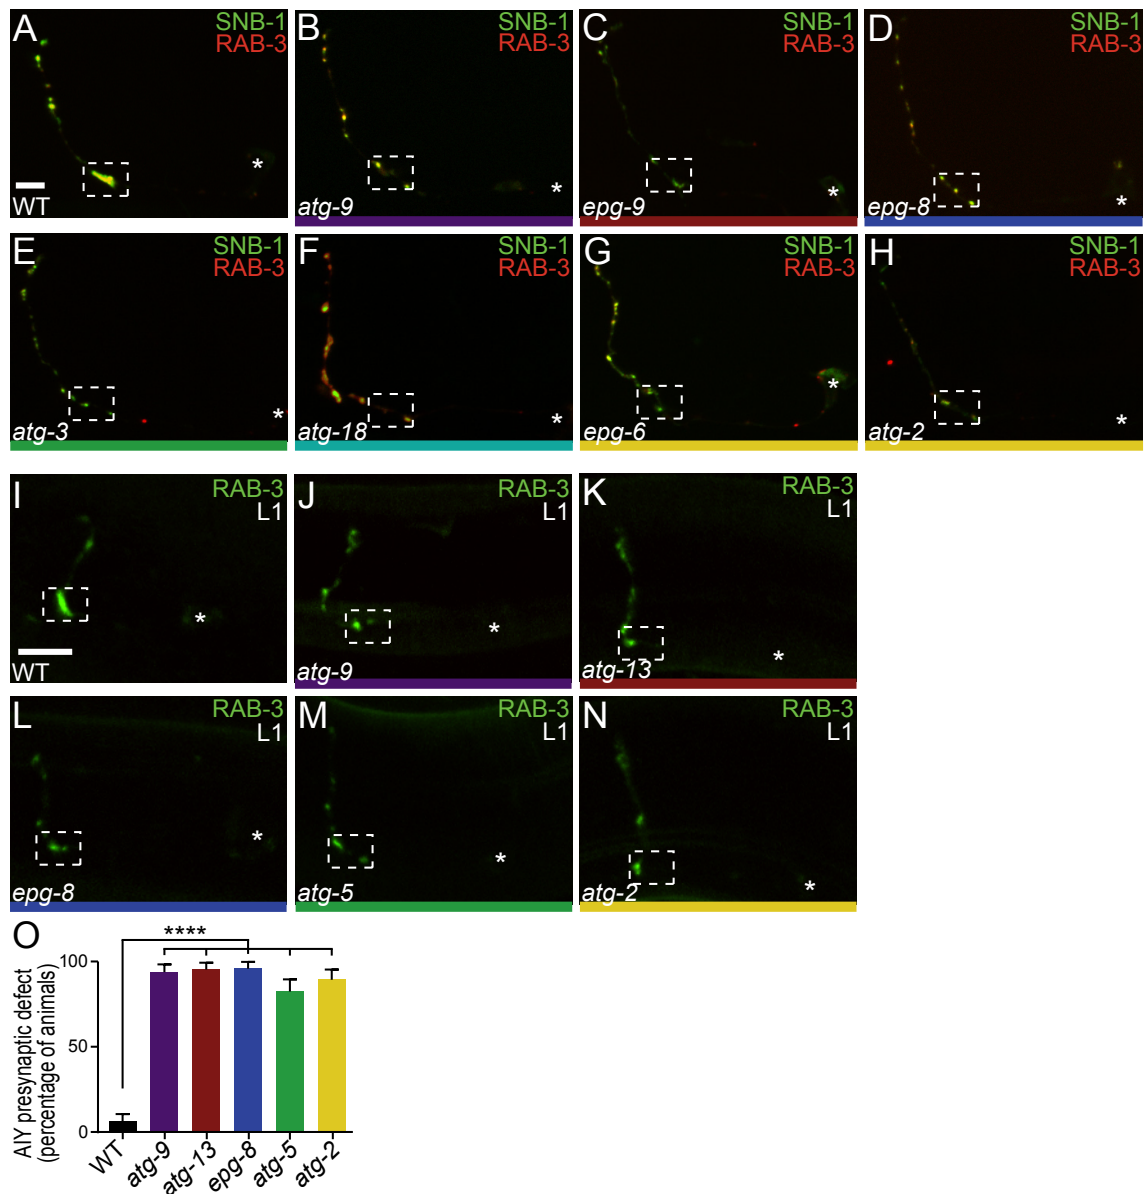 A SNB-1
RAB-3
*
WT
B SNB-1
RAB-3
*
atg-9
C SNB-1
RAB-3
*
epg-9
D SNB-1
RAB-3
*
epg-8
E SNB-1
RAB-3
*
atg-3
F SNB-1
RAB-3
*
atg-18
G SNB-1
RAB-3
*
epg-6
H SNB-1
RAB-3
*
atg-2
I RAB-3
L1
*
WT
J RAB-3
L1
*
atg-9
K RAB-3
L1
*
atg-13
L RAB-3
L1
*
epg-8
M RAB-3
L1
*
atg-5
N RAB-3
L1
*
atg-2
O
****
AIY presynaptic defect
(percentage of animals)
100
50
0
WT
atg-9
atg-13
epg-8
atg-5
atg-2